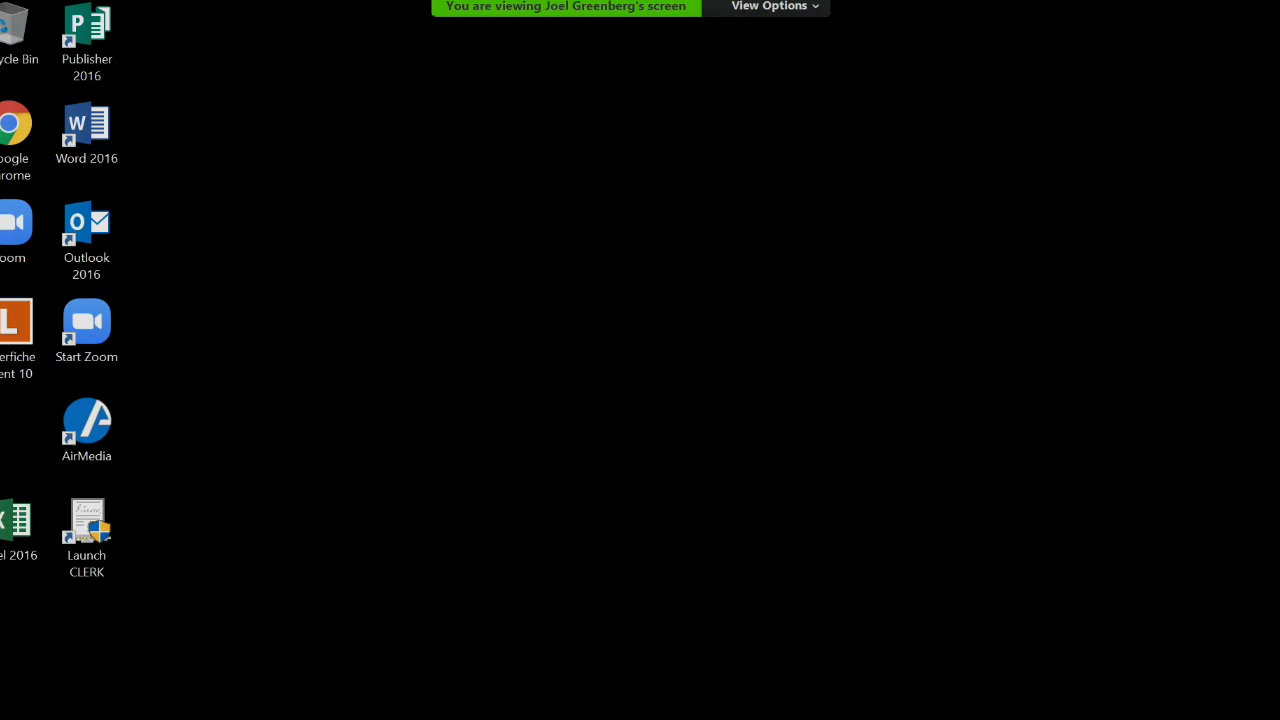 You are viewing Joel Greenberg's screen
View Options
ycle Bin
Publisher
2016
oogle
rome
Word 2016
oom
Outlook
2016
L
erfiche
ent 10
Start Zoom
AirMedia
el 2016
Launch
CLERK